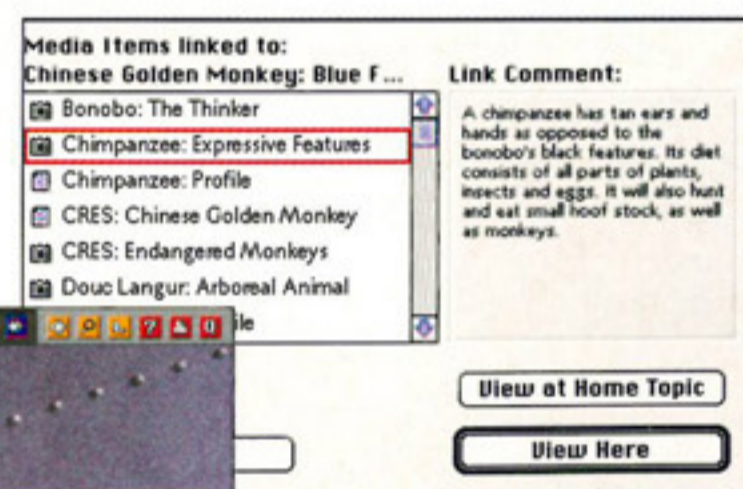 Media Items linked to:
Chinese Golden Monkey: Blue F...
Bonobo: The Thinker
Chimpanzee: Expressive Features
Chimpanzee: Profile
CRES: Chinese Golden Monkey
CRES: Endangered Monkeys
Douc Langur: Arboreal Animal
ile
Link Comment:
A chimpanzee has tan ears and
hands as opposed to the
bonobo's black features. Its diet
consists of all parts of plants,
insects and eggs. It will also hunt
and eat small hoof stock, as well
as monkeys.
?
View at Home Topic
View Here